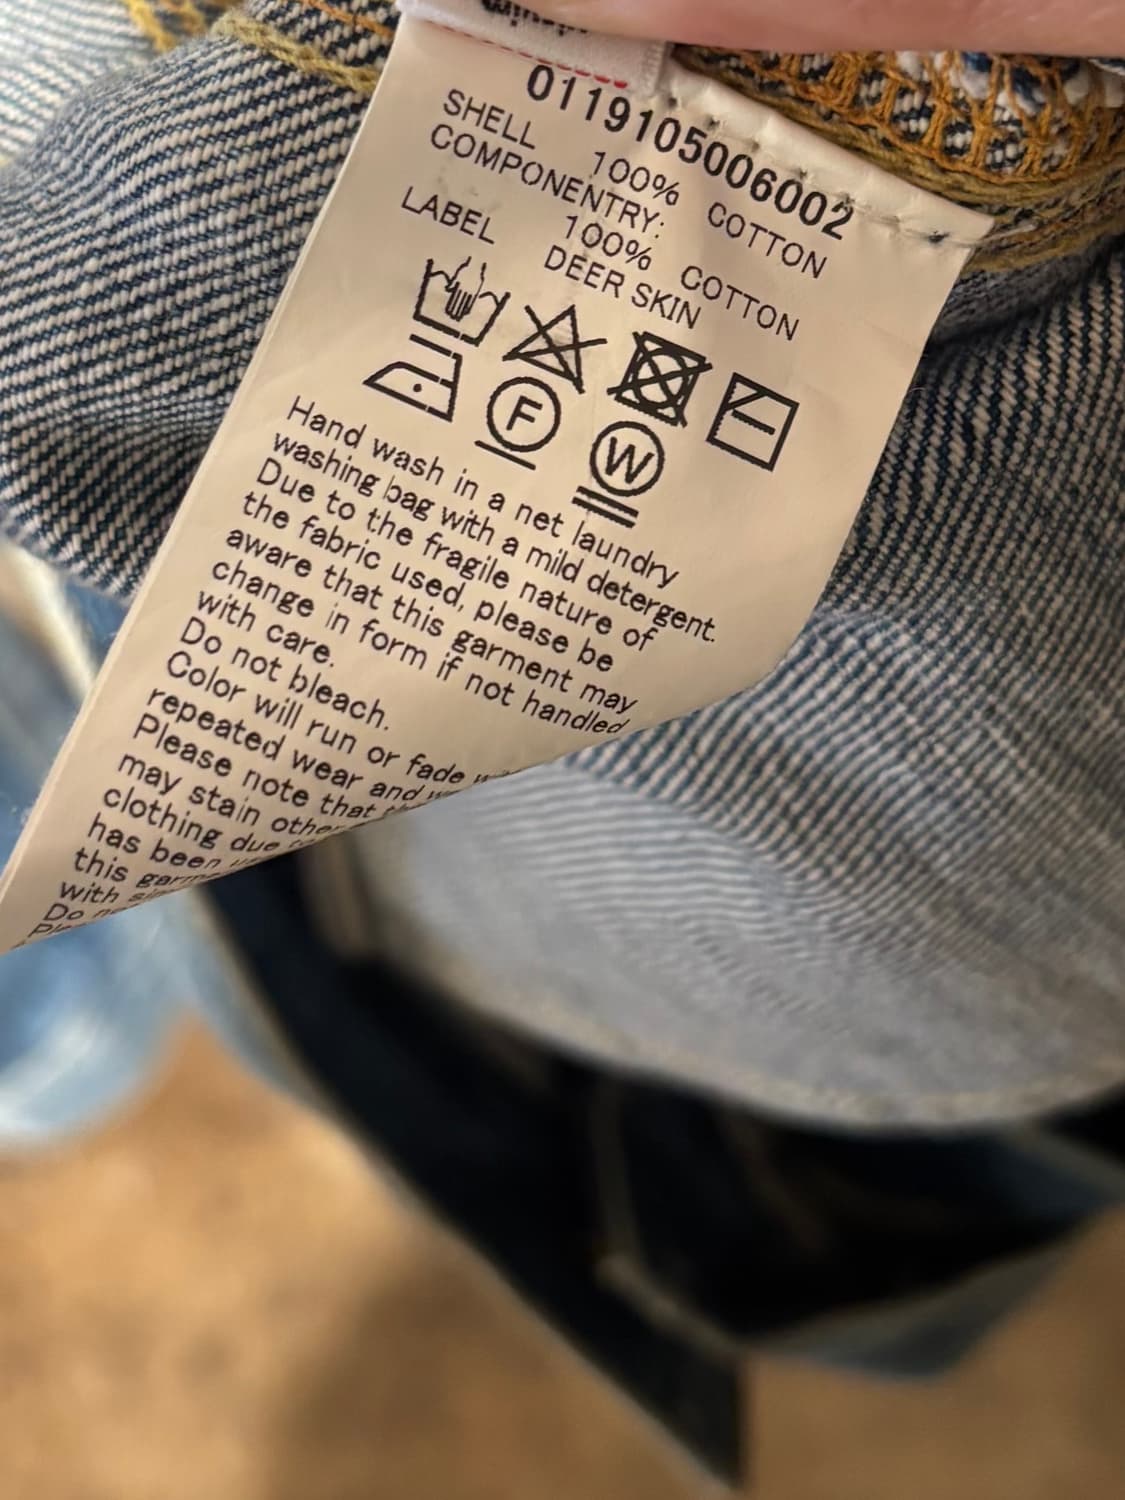 0119105006002
SHELL 100% COTTON
COMPONENTRY:
100% COTTON
LABEL DEER SKIN
F
W
Hand wash in a net laundry
washing bag with a mild detergent.
Due to the fragile nature of
the fabric used, please be
aware that this garment may
change in form if not handled
with care.
Do not bleach.
Color will run or fade
repeated wear and
Please note that
may stain other
clothing due to
has been
this
with
Do